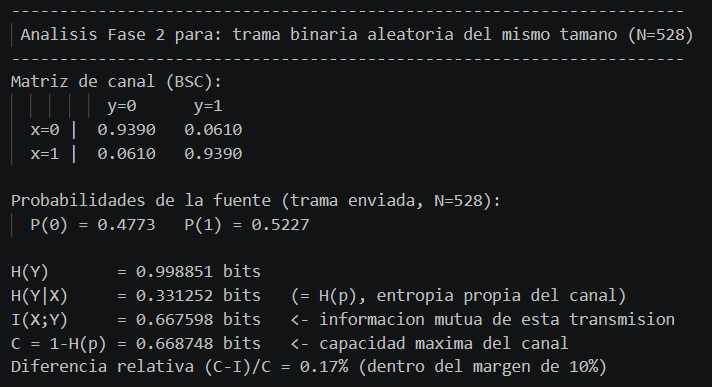 ----------------------------------------------------------------------
Analisis Fase 2 para: trama binaria aleatoria del mismo tamano (N=528)
----------------------------------------------------------------------
Matriz de canal (BSC):
y=0 y=1
x=0 | 0.9390 0.0610
x=1 | 0.0610 0.9390
Probabilidades de la fuente (trama enviada, N=528):
P(0) = 0.4773 P(1) = 0.5227
H(Y) = 0.998851 bits
H(Y|X) = 0.331252 bits (= H(p), entropia propia del canal)
I(X;Y) = 0.667598 bits <- informacion mutua de esta transmision
C = 1-H(p) = 0.668748 bits <- capacidad maxima del canal
Diferencia relativa (C-I)/C = 0.17% (dentro del margen de 10%)